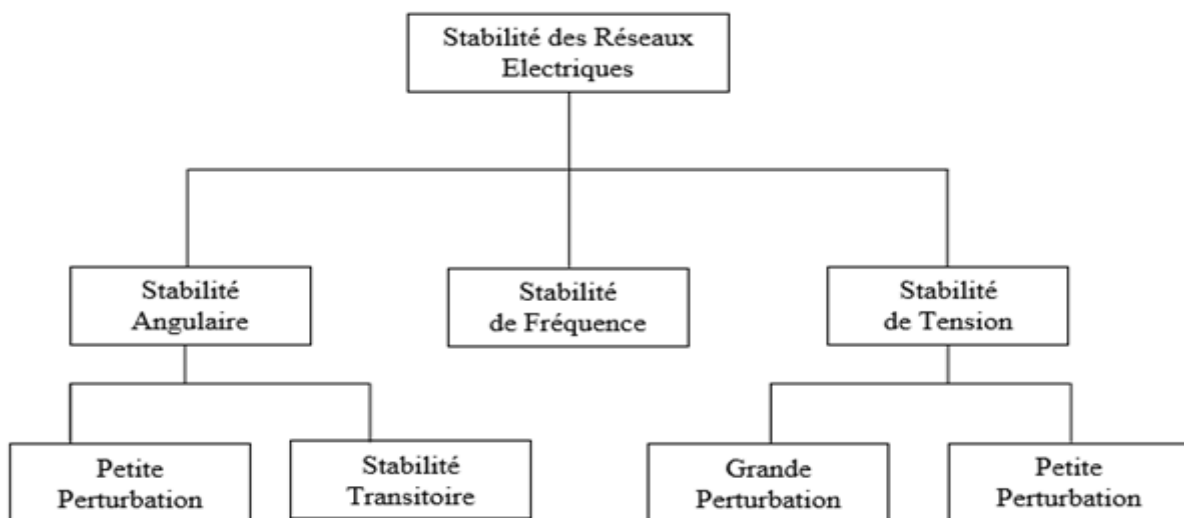 Stabilité des Réseaux
Electriques
Stabilité
Angulaire
Stabilité
de Fréquence
Stabilité
de Tension
Petite
Perturbation
Stabilité
Transitoire
Grande
Perturbation
Petite
Perturbation